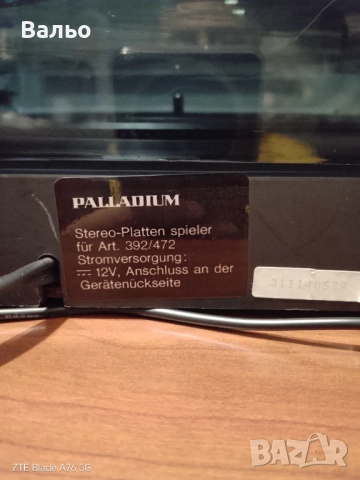 Вальо
PALLADIUM
Stereo-Platten spieler
für Art. 392/472
Stromversorgung:
⎓ 12V, Anschluss an der
Gerätenückseite
ZTE Blade A76 5G
bazar